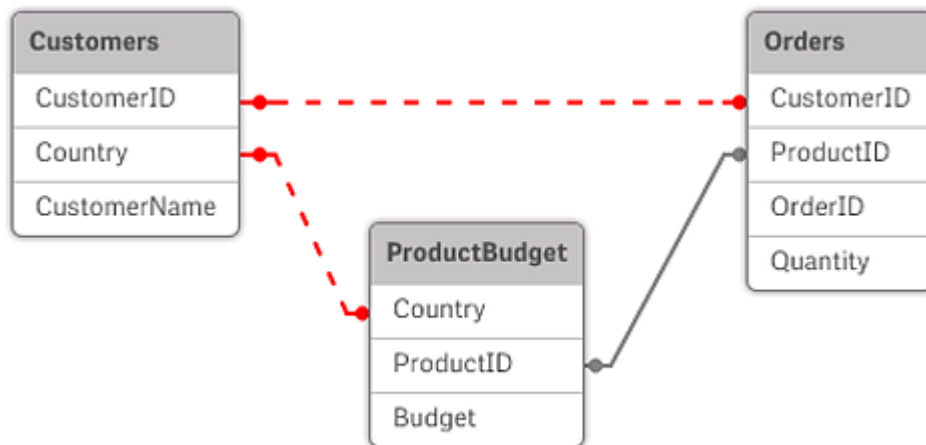 Customers
CustomerID
Country
CustomerName
ProductBudget
Country
ProductID
Budget
Orders
CustomerID
ProductID
OrderID
Quantity